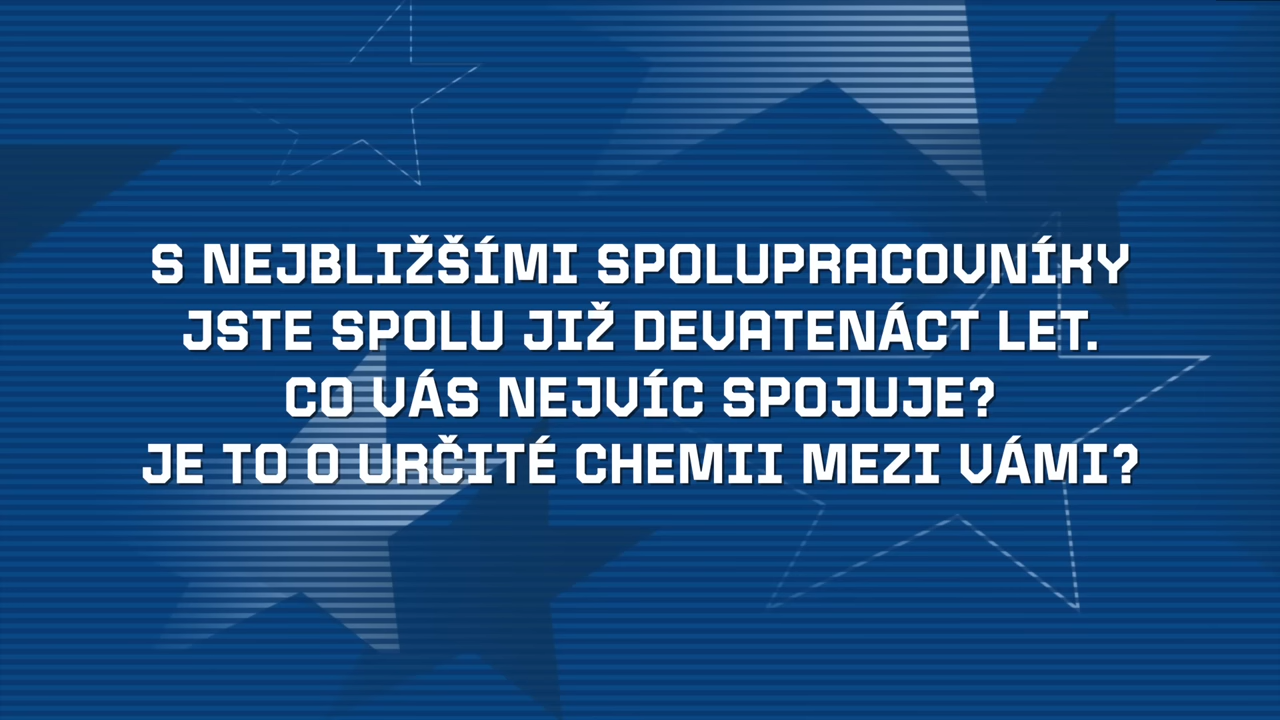 S NEJBLIŽŠÍMI SPOLUPRACOVNÍKY
JSTE SPOLU JIŽ DEVATENÁCT LET.
CO VÁS NEJVÍC SPOJUJE?
JE TO O URČITÉ CHEMII MEZI VÁMI?